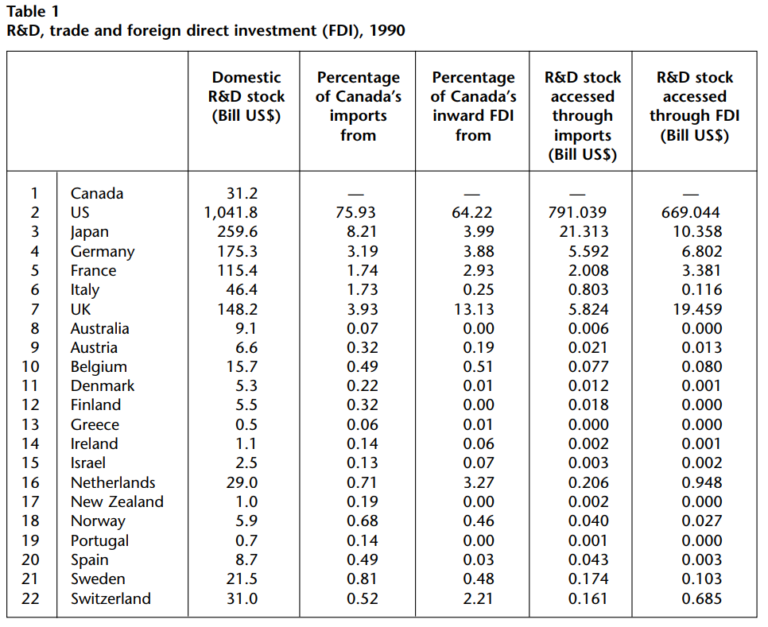 Table 1
R&D, trade and foreign direct investment (FDI), 1990
Domestic R&D stock (Bill US$) Percentage of Canada's imports from Percentage of Canada's inward FDI from R&D stock accessed through imports (Bill US$) R&D stock accessed through FDI (Bill US$)
1 Canada 31.2 — — — —
2 US 1,041.8 75.93 64.22 791.039 669.044
3 Japan 259.6 8.21 3.99 21.313 10.358
4 Germany 175.3 3.19 3.88 5.592 6.802
5 France 115.4 1.74 2.93 2.008 3.381
6 Italy 46.4 1.73 0.25 0.803 0.116
7 UK 148.2 3.93 13.13 5.824 19.459
8 Australia 9.1 0.07 0.00 0.006 0.000
9 Austria 6.6 0.32 0.19 0.021 0.013
10 Belgium 15.7 0.49 0.51 0.077 0.080
11 Denmark 5.3 0.22 0.01 0.012 0.001
12 Finland 5.5 0.32 0.00 0.018 0.000
13 Greece 0.5 0.06 0.01 0.000 0.000
14 Ireland 1.1 0.14 0.06 0.002 0.001
15 Israel 2.5 0.13 0.07 0.003 0.002
16 Netherlands 29.0 0.71 3.27 0.206 0.948
17 New Zealand 1.0 0.19 0.00 0.002 0.000
18 Norway 5.9 0.68 0.46 0.040 0.027
19 Portugal 0.7 0.14 0.00 0.001 0.000
20 Spain 8.7 0.49 0.03 0.043 0.003
21 Sweden 21.5 0.81 0.48 0.174 0.103
22 Switzerland 31.0 0.52 2.21 0.161 0.685